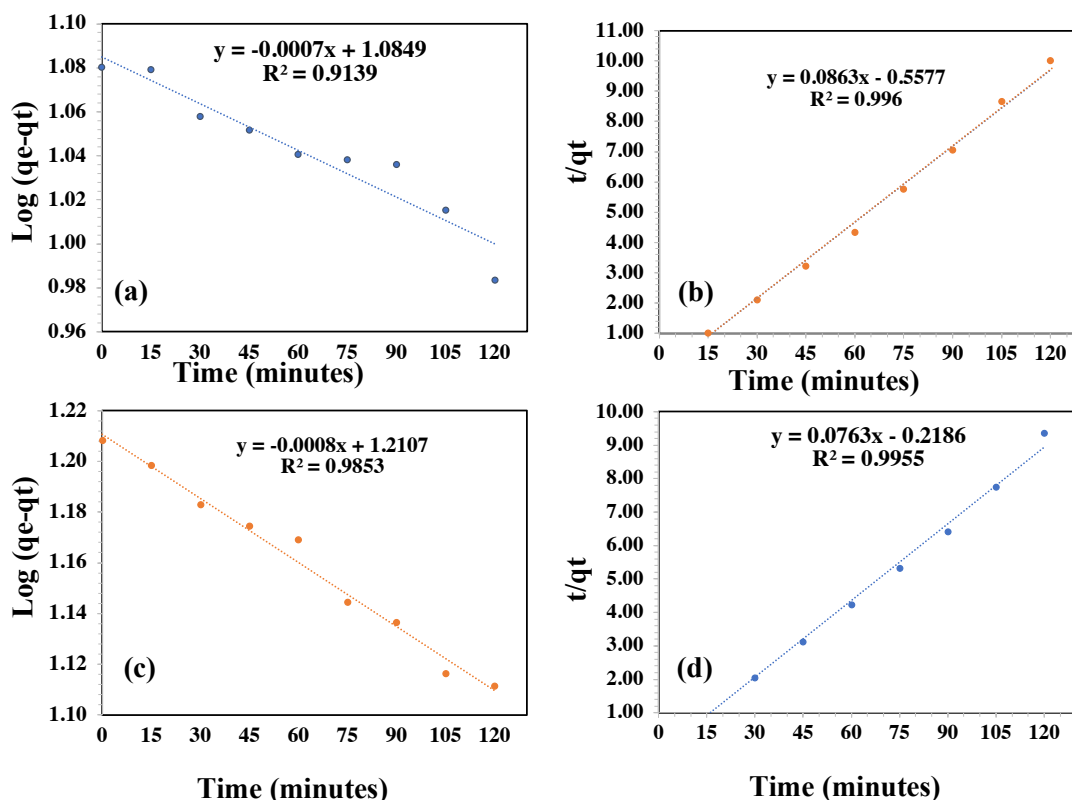 1.10
1.08
1.06
1.04
1.02
1.00
0.98
0.96
Log (qe-qt)
y = -0.0007x + 1.0849
R² = 0.9139
(a)
0 15 30 45 60 75 90 105 120
Time (minutes)
11.00
10.00
9.00
8.00
7.00
6.00
5.00
4.00
3.00
2.00
1.00
t/qt
y = 0.0863x - 0.5577
R² = 0.996
(b)
0 15 30 45 60 75 90 105 120
Time (minutes)
1.22
1.20
1.18
1.16
1.14
1.12
1.10
Log (qe-qt)
y = -0.0008x + 1.2107
R² = 0.9853
(c)
0 15 30 45 60 75 90 105 120
Time (minutes)
10.00
9.00
8.00
7.00
6.00
5.00
4.00
3.00
2.00
1.00
t/qt
y = 0.0763x - 0.2186
R² = 0.9955
(d)
0 15 30 45 60 75 90 105 120
Time (minutes)